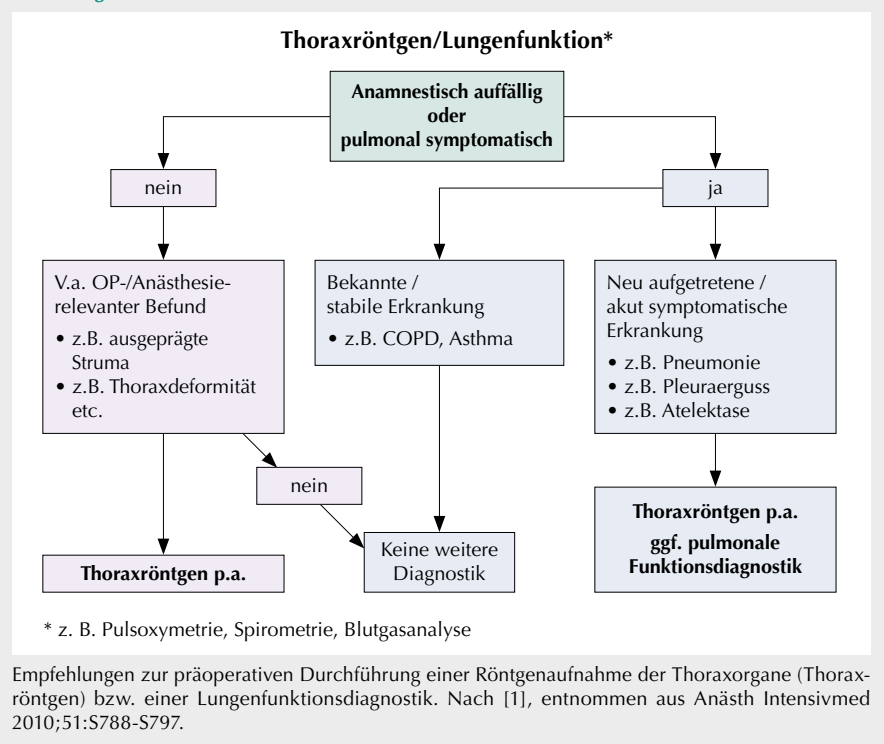 Thoraxröntgen/Lungenfunktion*
Anamnestisch auffällig
oder
pulmonal symptomatisch
nein
ja
V.a. OP-/Anästhesie-
relevanter Befund
• z.B. ausgeprägte
Struma
• z.B. Thoraxdeformität
etc.
Bekannte /
stabile Erkrankung
• z.B. COPD, Asthma
Neu aufgetretene /
akut symptomatische
Erkrankung
• z.B. Pneumonie
• z.B. Pleuraerguss
• z.B. Atelektase
nein
Thoraxröntgen p.a.
Keine weitere
Diagnostik
Thoraxröntgen p.a.
ggf. pulmonale
Funktionsdiagnostik
* z. B. Pulsoxymetrie, Spirometrie, Blutgasanalyse
Empfehlungen zur präoperativen Durchführung einer Röntgenaufnahme der Thoraxorgane (Thorax-
röntgen) bzw. einer Lungenfunktionsdiagnostik. Nach [1], entnommen aus Anästh Intensivmed
2010;51:S788-S797.